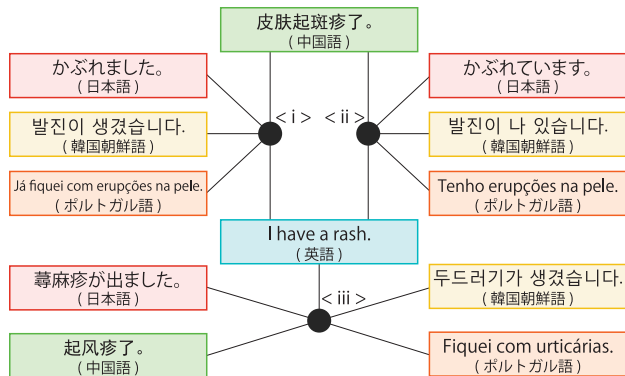 皮肤起斑疹了。
( 中国語 )
かぶれました。
( 日本語 )
かぶれています。
( 日本語 )
< i >
< ii >
발진이 생겼습니다.
( 韓国朝鮮語 )
발진이 나 있습니다.
( 韓国朝鮮語 )
Já fiquei com erupções na pele.
( ポルトガル語 )
Tenho erupções na pele.
( ポルトガル語 )
I have a rash.
( 英語 )
蕁麻疹が出ました。
( 日本語 )
두드러기가 생겼습니다.
( 韓国朝鮮語 )
< iii >
起风疹了。
( 中国語 )
Fiquei com urticárias.
( ポルトガル語 )